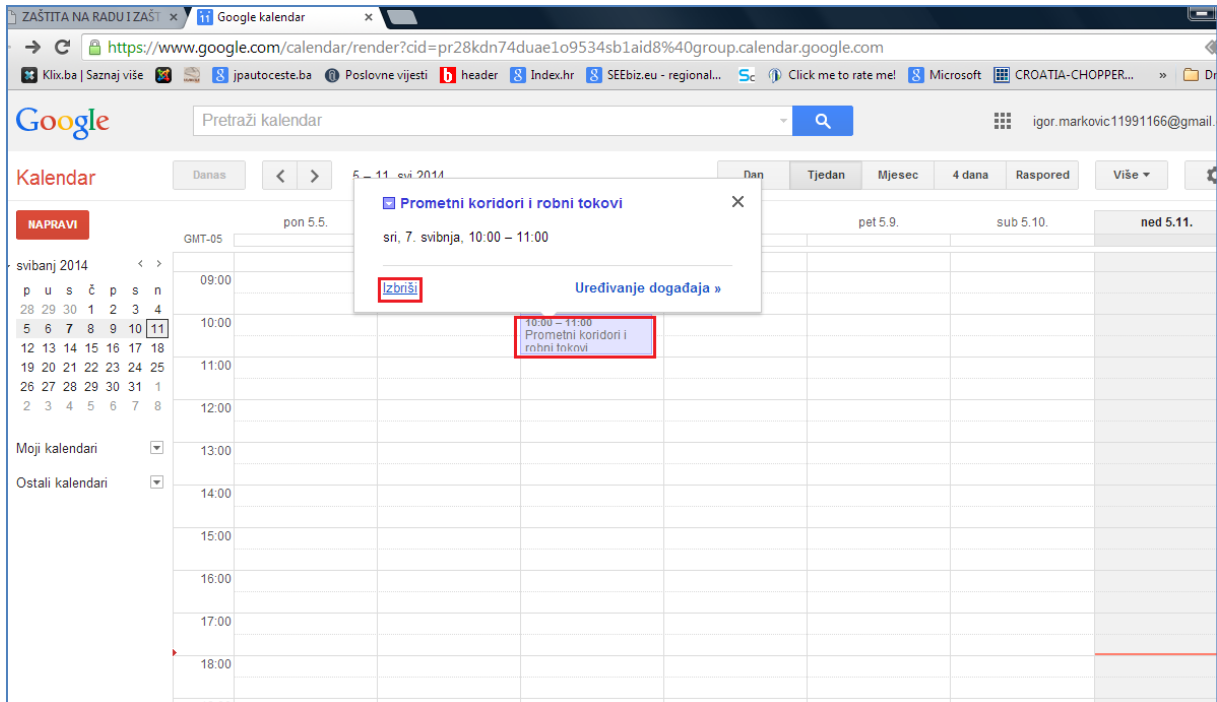 ZAŠTITA NA RADU I ZAŠT ×
Google kalendar ×
https://www.google.com/calendar/render?cid=pr28kdn74duae1o9534sb1aid8%40group.calendar.google.com
Klix.ba | Saznaj više jpautoceste.ba Poslovne vijesti header Index.hr SEEbiz.eu - regional... Click me to rate me! Microsoft CROATIA-CHOPPER... » Dr
Google Pretraži kalendar igor.markovic11991166@gmail.
Kalendar Danas < > 5 – 11. svi 2014 Dan Tjedan Mjesec 4 dana Raspored Više
Prometni koridori i robni tokovi ×
sri, 7. svibnja, 10:00 – 11:00
Izbriši Uređivanje događaja »
NAPRAVI
pon 5.5. pet 5.9. sub 5.10. ned 5.11.
GMT-05
svibanj 2014 < >
p u s č p s n
28 29 30 1 2 3 4
5 6 7 8 9 10 11
12 13 14 15 16 17 18
19 20 21 22 23 24 25
26 27 28 29 30 31 1
2 3 4 5 6 7 8
Moji kalendari
Ostali kalendari
09:00
10:00
10:00 – 11:00
Prometni koridori i
robni tokovi
11:00
12:00
13:00
14:00
15:00
16:00
17:00
18:00